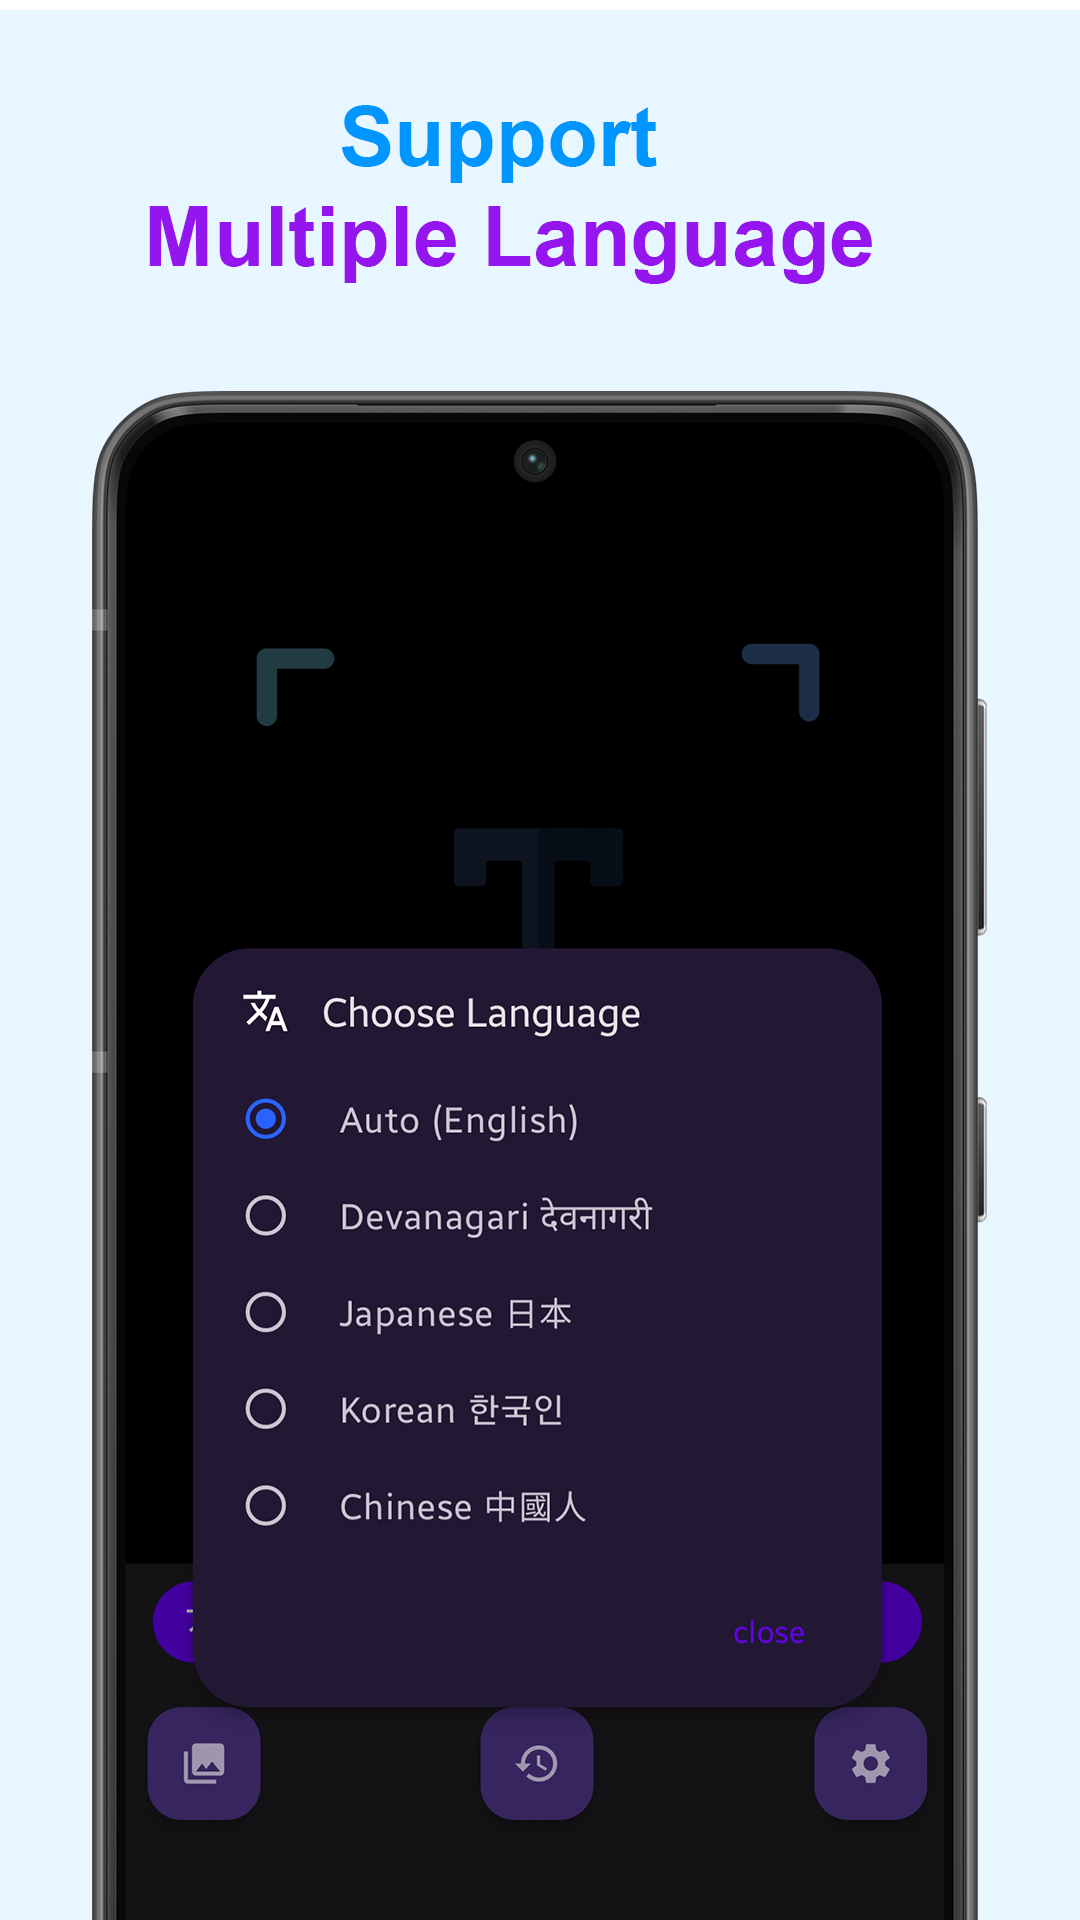 Support
Multiple Language
T
Choose Language
Auto (English)
Devanagari देवनागरी
Japanese 日本
Korean 한국인
Chinese 中國人
close